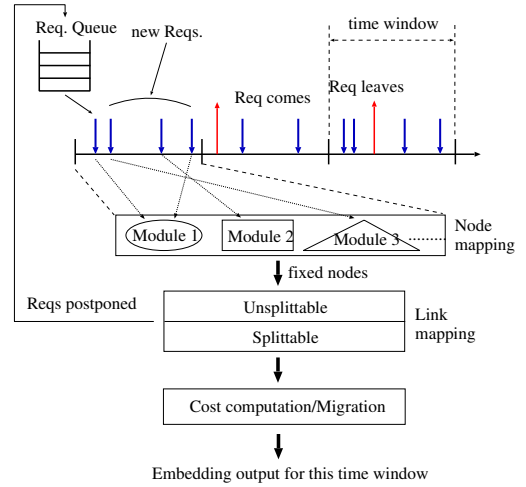 Req. Queue
new Reqs.
time window
Req comes
Req leaves
Module 1
Module 2
Module 3
Node
mapping
fixed nodes
Reqs postponed
Unsplittable
Splittable
Link
mapping
Cost computation/Migration
Embedding output for this time window